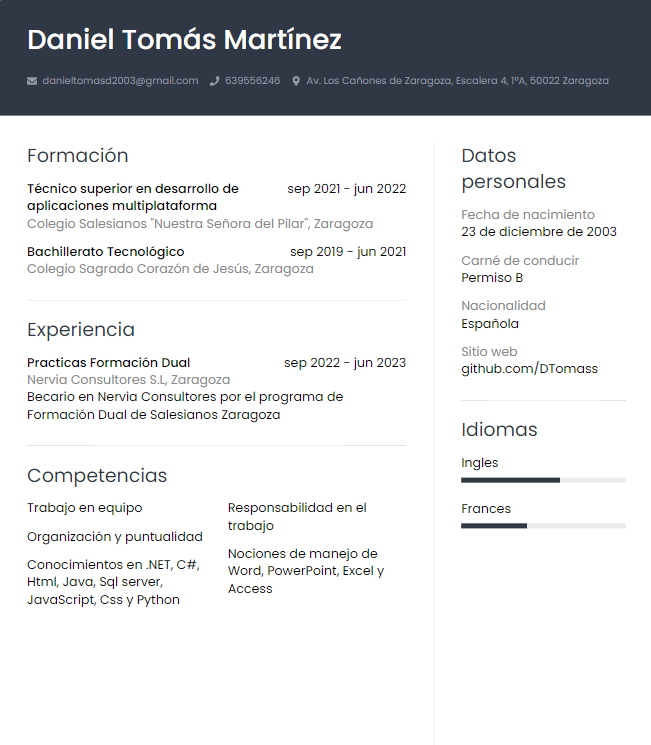 Daniel Tomás Martínez
danieltomasd2003@gmail.com 639556246 Av. Los Cañones de Zaragoza, Escalera 4, 1ºA, 50022 Zaragoza
Formación
Técnico superior en desarrollo de sep 2021 - jun 2022
aplicaciones multiplataforma
Colegio Salesianos "Nuestra Señora del Pilar", Zaragoza
Bachillerato Tecnológico sep 2019 - jun 2021
Colegio Sagrado Corazón de Jesús, Zaragoza
Experiencia
Practicas Formación Dual sep 2022 - jun 2023
Nervia Consultores S.L, Zaragoza
Becario en Nervia Consultores por el programa de
Formación Dual de Salesianos Zaragoza
Competencias
Trabajo en equipo
Organización y puntualidad
Conocimientos en .NET, C#,
Html, Java, Sql server,
JavaScript, Css y Python
Responsabilidad en el
trabajo
Nociones de manejo de
Word, PowerPoint, Excel y
Access
Datos
personales
Fecha de nacimiento
23 de diciembre de 2003
Carné de conducir
Permiso B
Nacionalidad
Española
Sitio web
github.com/DTomass
Idiomas
Ingles
Frances